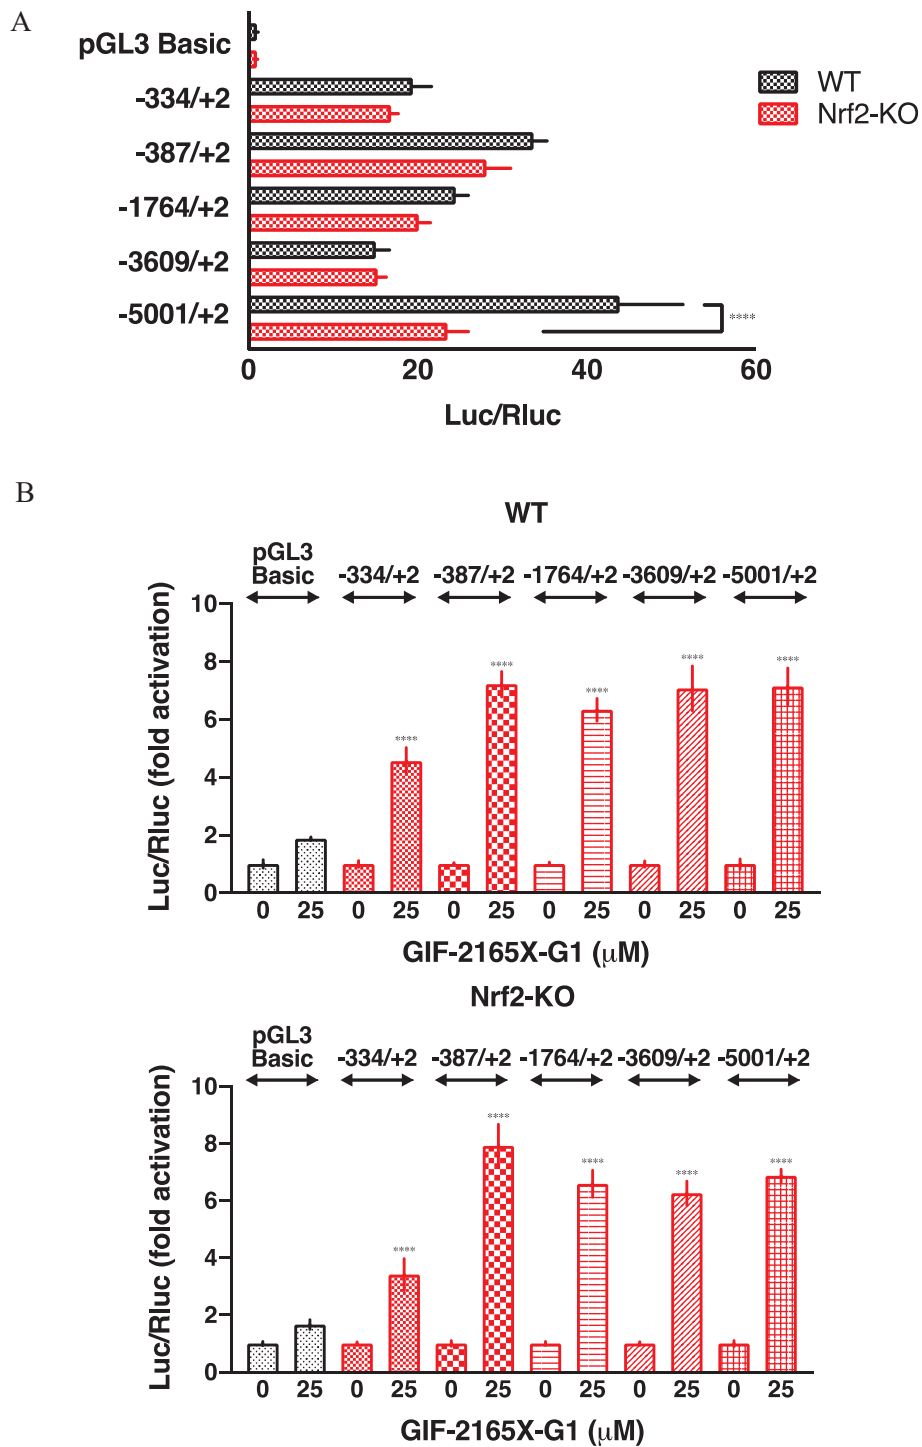 A
pGL3 Basic
-334/+2
-387/+2
-1764/+2
-3609/+2
-5001/+2
WT
Nrf2-KO
****
0 20 40 60
Luc/Rluc
B
WT
pGL3
Basic -334/+2 -387/+2 -1764/+2 -3609/+2 -5001/+2
10
8
6
4
2
0
Luc/Rluc (fold activation)
**** **** **** **** ****
0 25 0 25 0 25 0 25 0 25 0 25
GIF-2165X-G1 (μM)
Nrf2-KO
pGL3
Basic -334/+2 -387/+2 -1764/+2 -3609/+2 -5001/+2
10
8
6
4
2
0
Luc/Rluc (fold activation)
**** **** **** **** ****
0 25 0 25 0 25 0 25 0 25 0 25
GIF-2165X-G1 (μM)